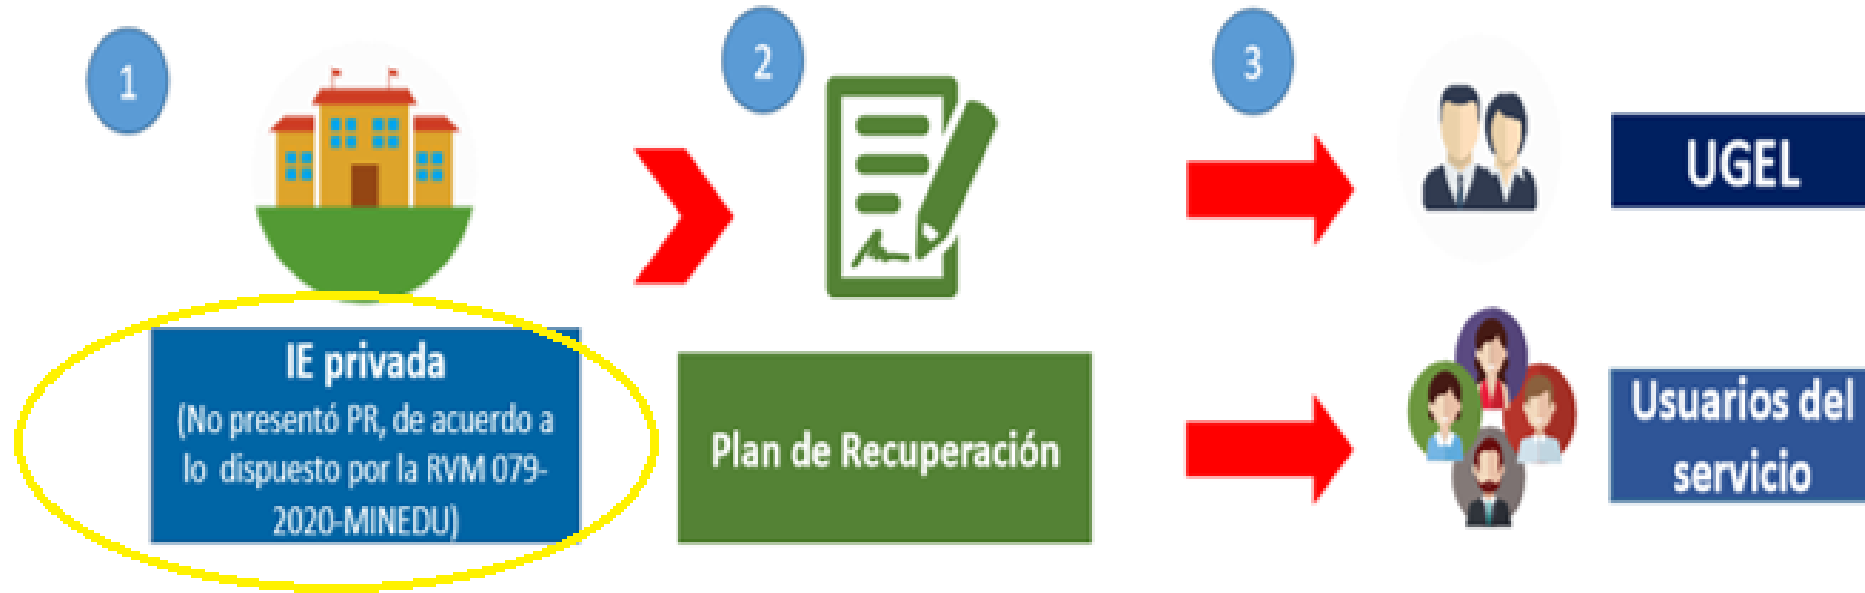 1
2
3
UGEL
IE privada
(No presentó PR, de acuerdo a
lo dispuesto por la RVM 079-
2020-MINEDU)
Plan de Recuperación
Usuarios del
servicio